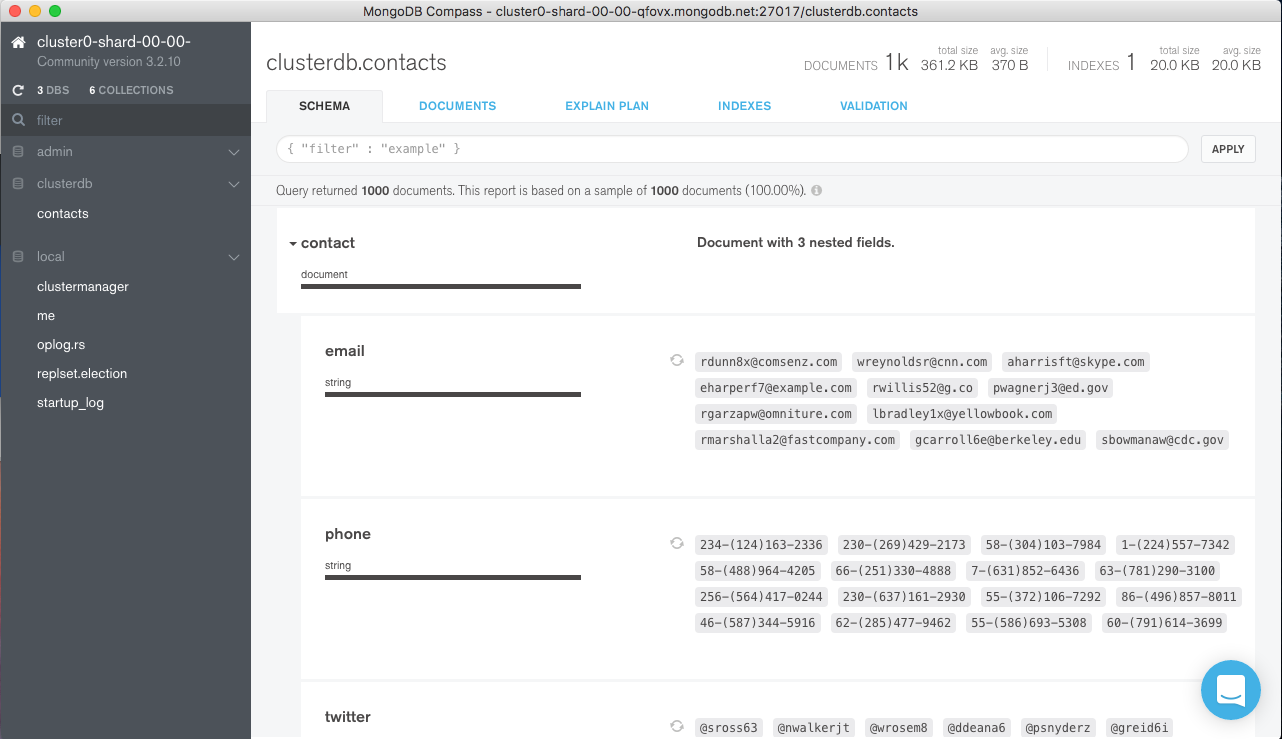 MongoDB Compass - cluster0-shard-00-00-qfovx.mongodb.net:27017/clusterdb.contacts
cluster0-shard-00-00-
Community version 3.2.10
3 DBS 6 COLLECTIONS
filter
admin
clusterdb
contacts
local
clustermanager
me
oplog.rs
replset.election
startup_log
clusterdb.contacts
DOCUMENTS 1k total size 361.2 KB avg. size 370 B
INDEXES 1 total size 20.0 KB avg. size 20.0 KB
SCHEMA DOCUMENTS EXPLAIN PLAN INDEXES VALIDATION
{ "filter" : "example" } APPLY
Query returned 1000 documents. This report is based on a sample of 1000 documents (100.00%).
contact Document with 3 nested fields.
document
email
string
rdunn8x@comsenz.com wreynoldsr@cnn.com aharrisft@skype.com
eharperf7@example.com rwillis52@g.co pwagnerj3@ed.gov
rgarzapw@omniture.com lbradley1x@yellowbook.com
rmarshalla2@fastcompany.com gcarroll6e@berkeley.edu sbowmanaw@cdc.gov
phone
string
234-(124)163-2336 230-(269)429-2173 58-(304)103-7984 1-(224)557-7342
58-(488)964-4205 66-(251)330-4888 7-(631)852-6436 63-(781)290-3100
256-(564)417-0244 230-(637)161-2930 55-(372)106-7292 86-(496)857-8011
46-(587)344-5916 62-(285)477-9462 55-(586)693-5308 60-(791)614-3699
twitter
@sross63 @nwalkerjt @wrosem8 @ddeana6 @psnyderz @greid6i